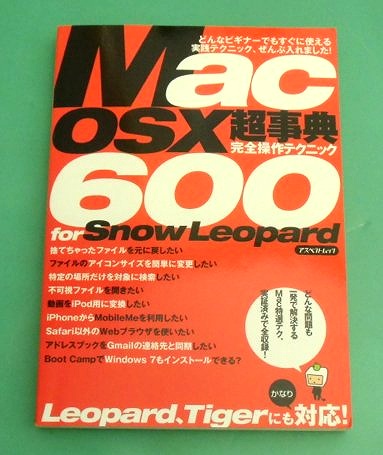 どんなビギナーでもすぐに使える
実践テクニック、ぜんぶ入れました!
Mac
OSX超事典
完全操作テクニック
600
for Snow Leopard
アスペクトムック
捨てちゃったファイルを元に戻したい
ファイルのアイコンサイズを簡単に変更したい
特定の場所だけを対象に検索したい
不可視ファイルを開きたい
動画をiPod用に変換したい
iPhoneからMobileMeを利用したい
Safari以外のWebブラウザを使いたい
アドレスブックをGmailの連絡先と同期したい
Boot CampでWindows 7もインストールできる?
どんな問題も
一発で解決する
Mac特選テク、
実証済みで全収録!
かなり
Leopard、Tigerにも対応!